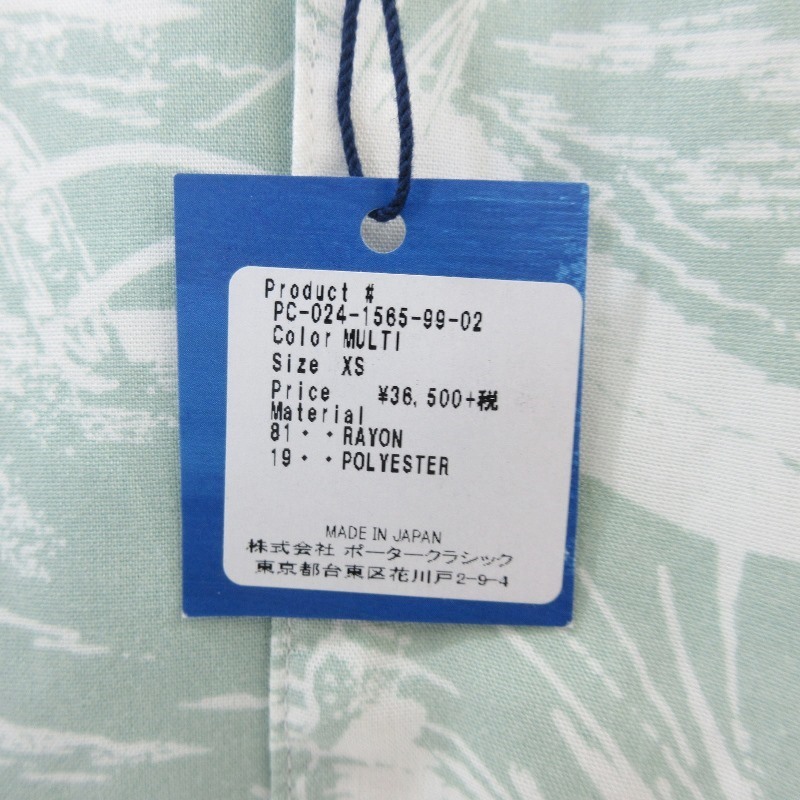 Product #
PC-024-1565-99-02
Color MULTI
Size XS
Price ¥36,500+税
Material
81・・RAYON
19・・POLYESTER
MADE IN JAPAN
株式会社 ポータークラシック
東京都台東区花川戸2-9-4